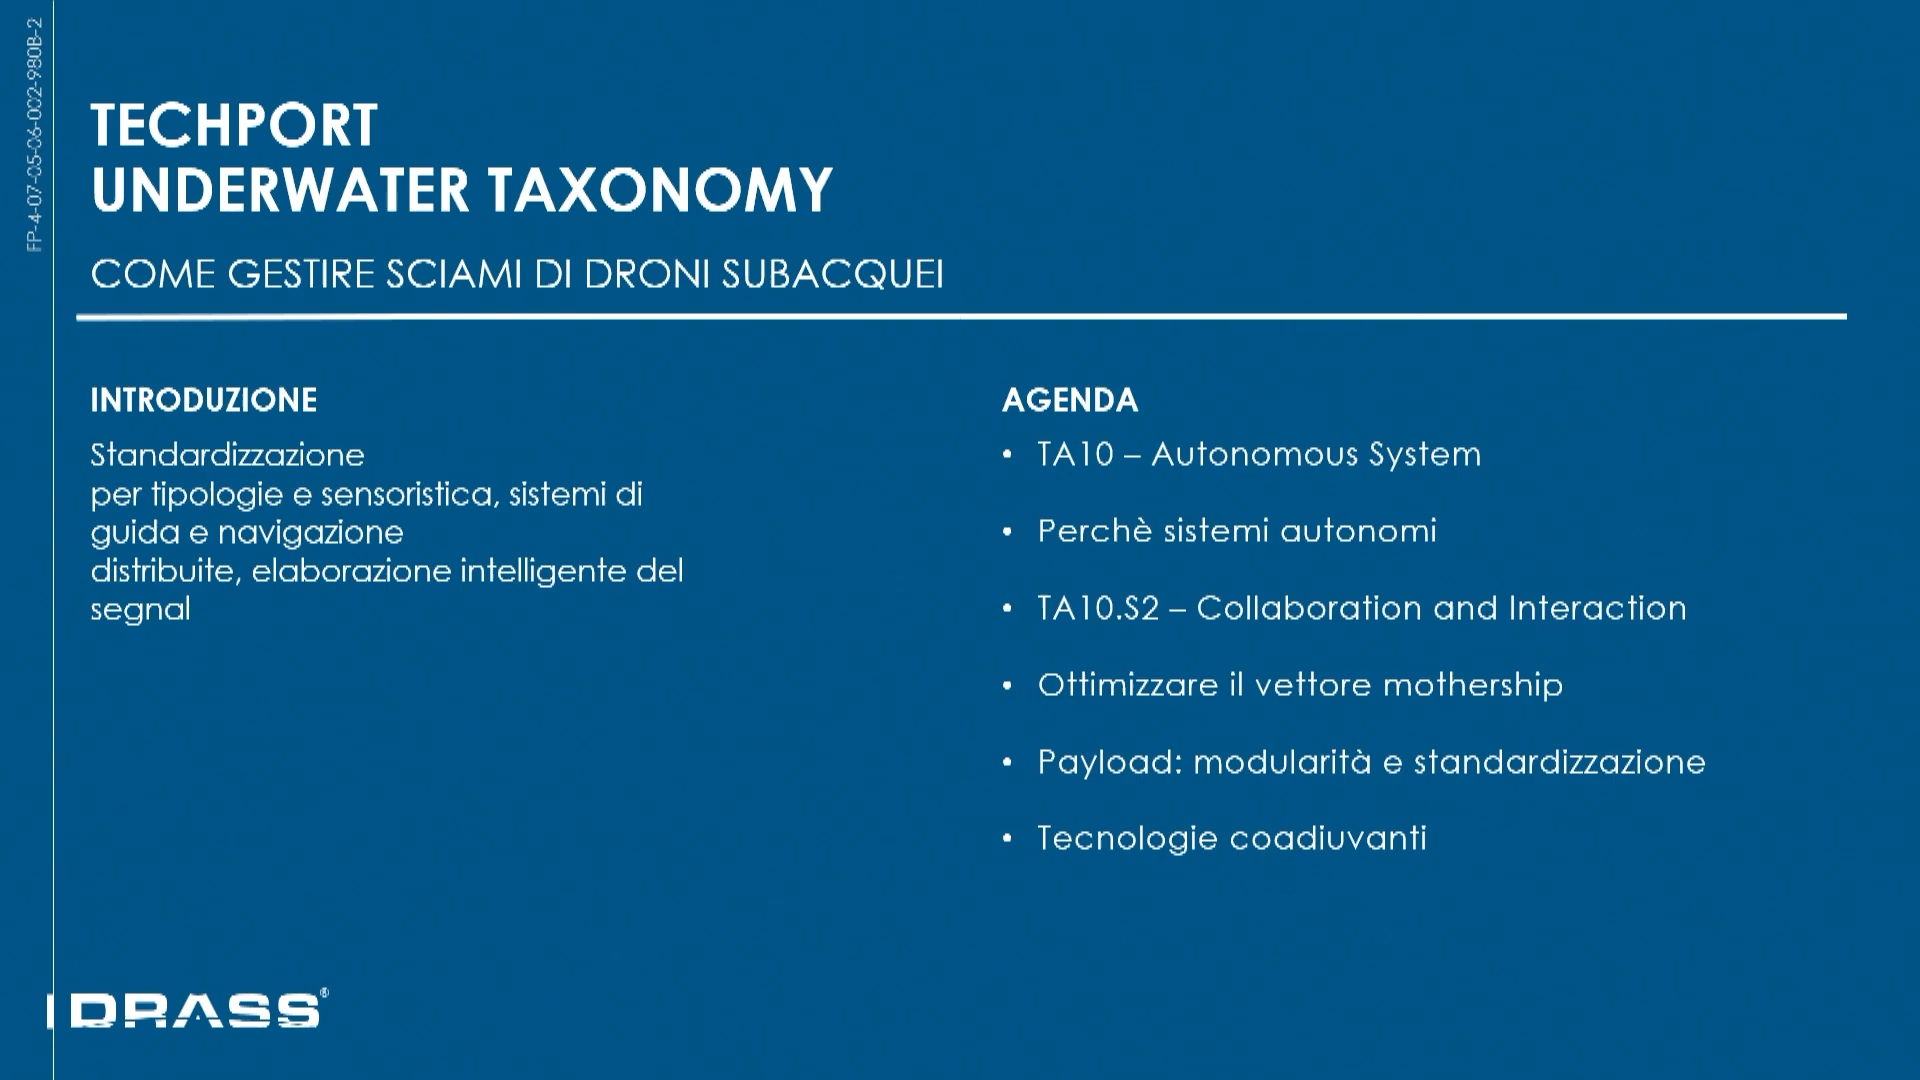 FP-4-07-05-06-002-980B-2
TECHPORT
UNDERWATER TAXONOMY
COME GESTIRE SCIAMI DI DRONI SUBACQUEI
INTRODUZIONE
Standardizzazione
per tipologie e sensoristica, sistemi di
guida e navigazione
distribuite, elaborazione intelligente del
segnal
AGENDA
• TA10 – Autonomous System
• Perchè sistemi autonomi
• TA10.S2 – Collaboration and Interaction
• Ottimizzare il vettore mothership
• Payload: modularità e standardizzazione
• Tecnologie coadiuvanti
DRASS®